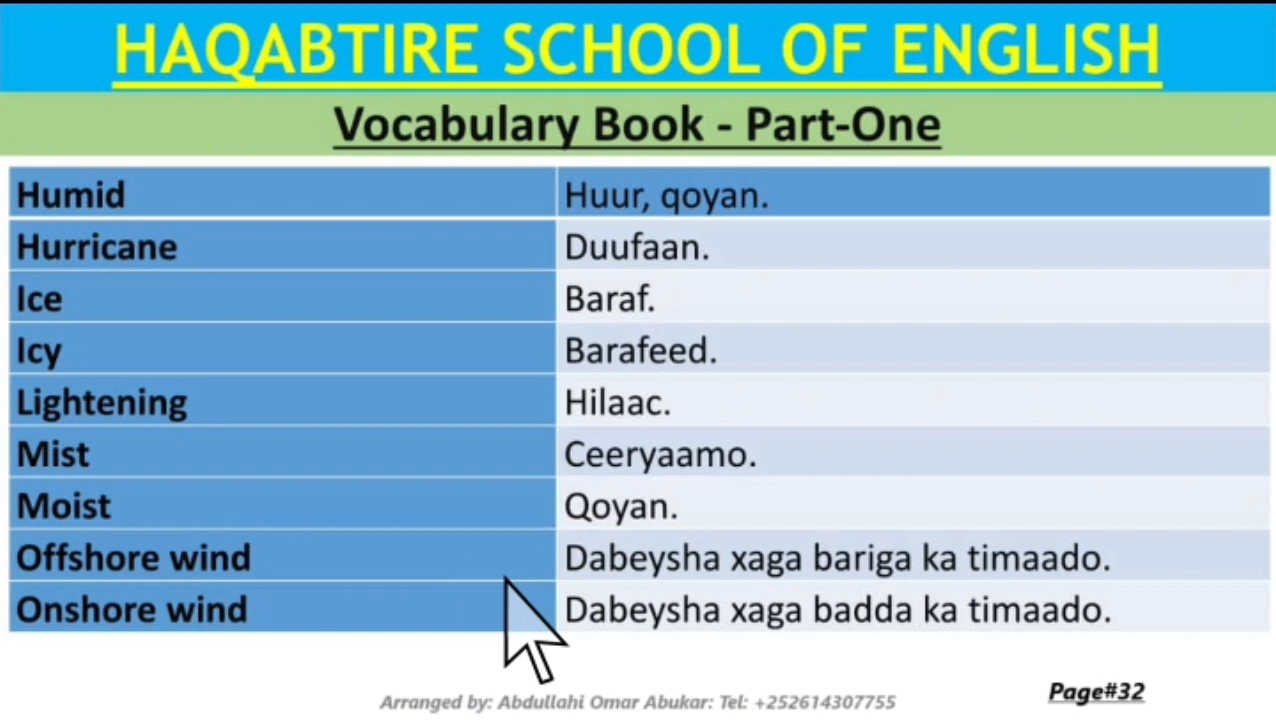 HAQABTIRE SCHOOL OF ENGLISH
Vocabulary Book - Part-One
Humid Huur, qoyan.
Hurricane Duufaan.
Ice Baraf.
Icy Barafeed.
Lightening Hilaac.
Mist Ceeryaamo.
Moist Qoyan.
Offshore wind Dabeysha xaga bariga ka timaado.
Onshore wind Dabeysha xaga badda ka timaado.
Arranged by: Abdullahi Omar Abukar: Tel: +252614307755
Page#32